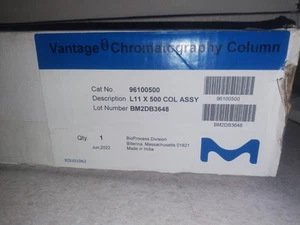 Vantage® Chromatography Column
Cat No 96100500
Description L11 X 500 COL ASSY
Lot Number BM2DB3648
96100500
BM2DB3648
Qty. 1
Jun.2022
BioProcess Division
Billerica, Massachusetts 01821
Made in India
M